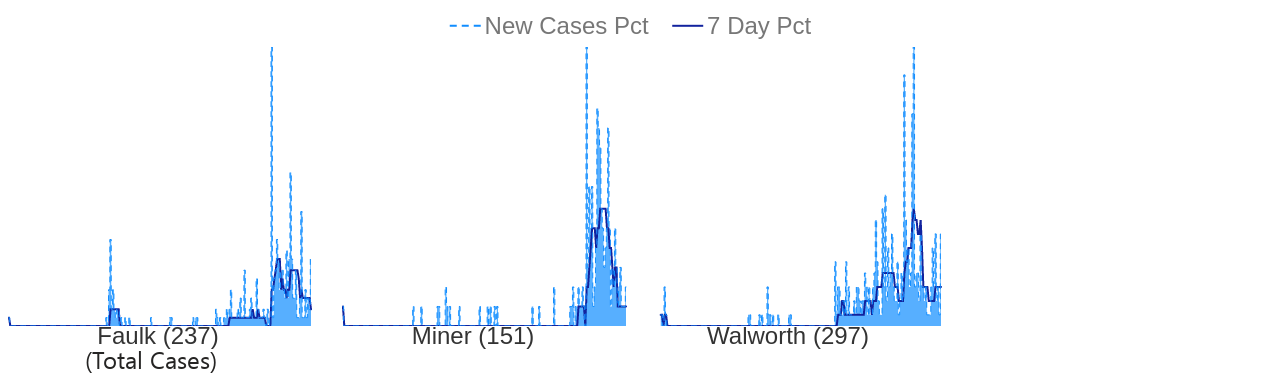 New Cases Pct 7 Day Pct
Faulk (237) Miner (151) Walworth (297)
(Total Cases)